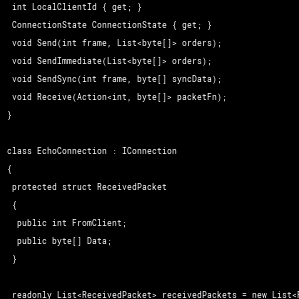 int LocalClientId { get; }
ConnectionState ConnectionState { get; }
void Send(int frame, List<byte[]> orders);
void SendImmediate(List<byte[]> orders);
void SendSync(int frame, byte[] syncData);
void Receive(Action<int, byte[]> packetFn);
}
class EchoConnection : IConnection
{
protected struct ReceivedPacket
{
public int FromClient;
public byte[] Data;
}
readonly List<ReceivedPacket> receivedPackets = new List<